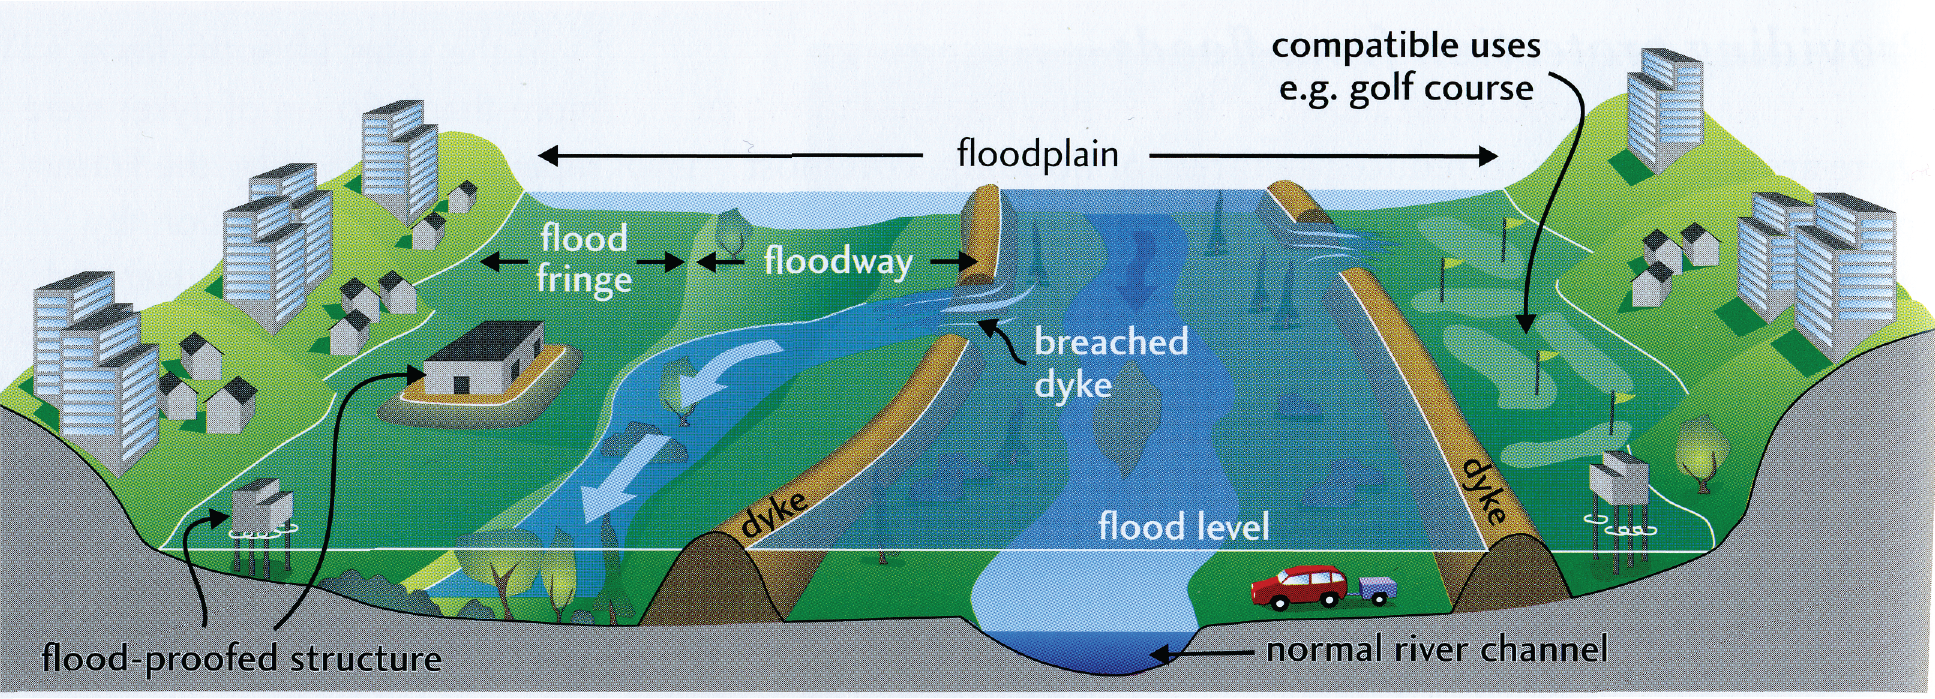 compatible uses
e.g. golf course
floodplain
flood
fringe
floodway
breached
dyke
dyke
dyke
flood level
flood-proofed structure
normal river channel